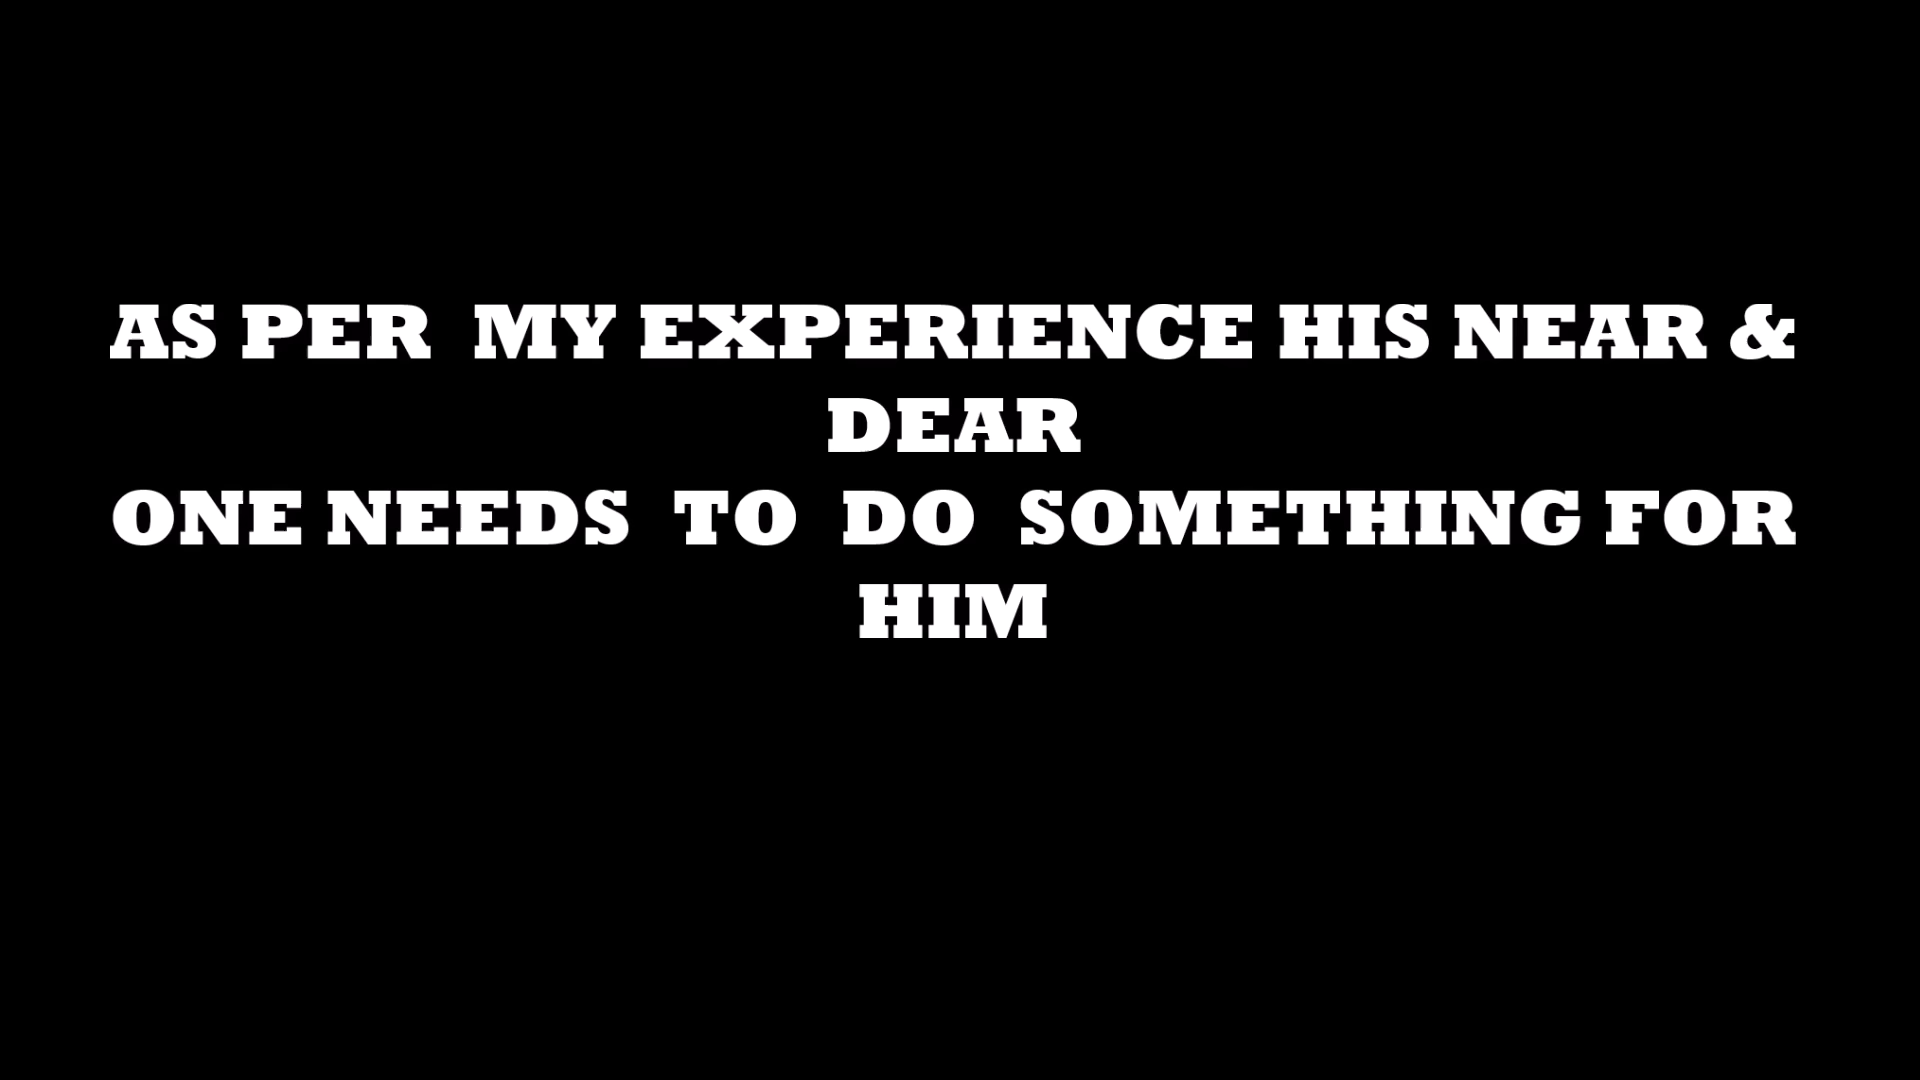 AS PER  MY EXPERIENCE HIS NEAR &
DEAR
ONE NEEDS  TO  DO  SOMETHING FOR
HIM